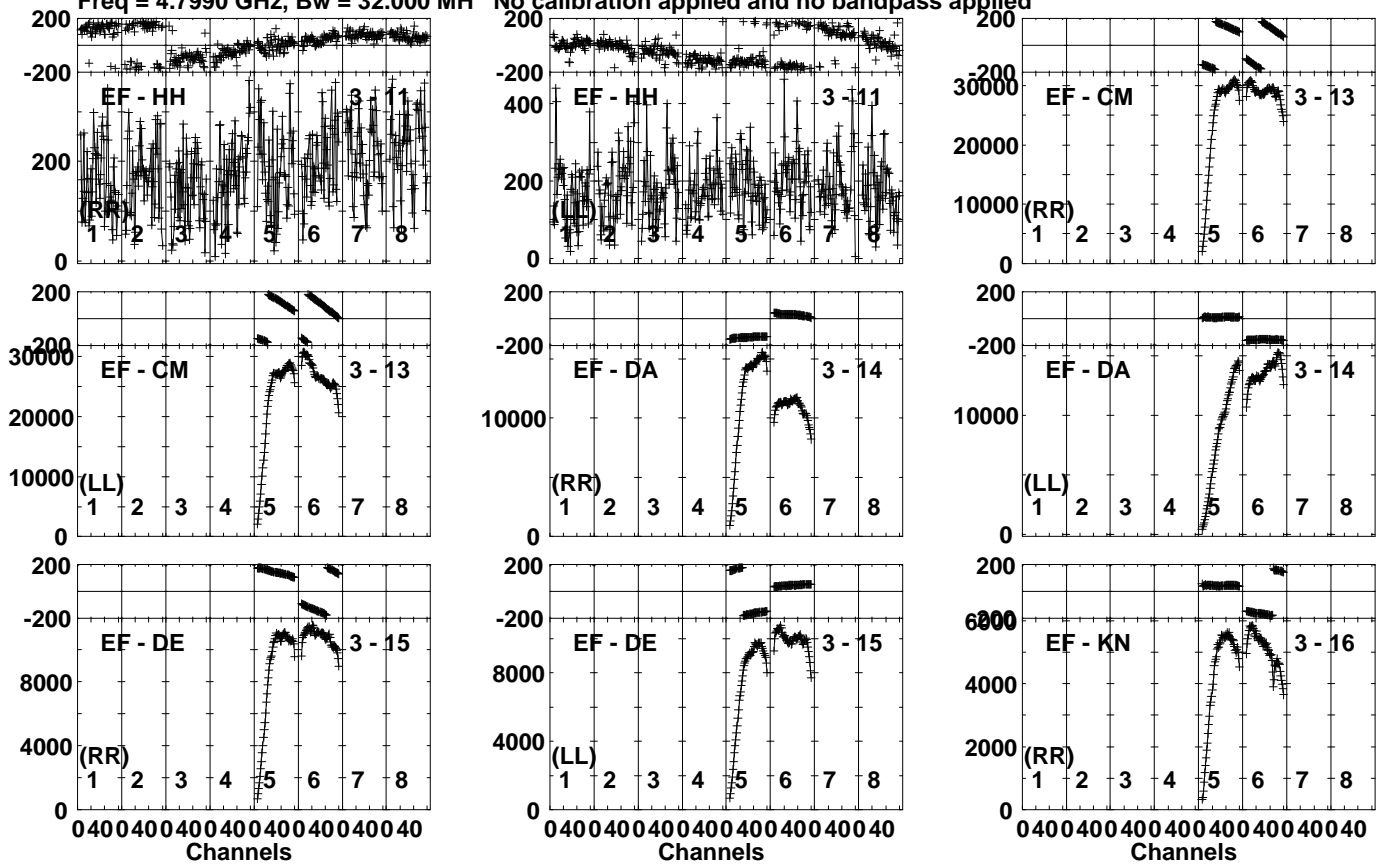 Freq = 4.7990 GHz, Bw = 32.000 MH No calibration applied and no bandpass applied
200
-200
EF - HH 3 - 11
200
(RR)
1 2 3 4 5 6 7 8
0
200
-200
400
EF - HH 3 - 11
200
(LL)
1 2 3 4 5 6 7 8
0
200
-200
30000
EF - CM 3 - 13
20000
10000
(RR)
1 2 3 4 5 6 7 8
0
200
-200
30000
EF - CM 3 - 13
20000
10000
(LL)
1 2 3 4 5 6 7 8
0
200
-200
EF - DA 3 - 14
10000
(RR)
1 2 3 4 5 6 7 8
0
200
-200
EF - DA 3 - 14
10000
(LL)
1 2 3 4 5 6 7 8
0
200
-200
EF - DE 3 - 15
8000
4000
(RR)
1 2 3 4 5 6 7 8
0
0 40 0 40 0 40 0 40 0 40 0 40 0 40 0 40
Channels
200
-200
EF - DE 3 - 15
8000
4000
(LL)
1 2 3 4 5 6 7 8
0
0 40 0 40 0 40 0 40 0 40 0 40 0 40 0 40
Channels
200
-200
6000
EF - KN 3 - 16
4000
2000
(RR)
1 2 3 4 5 6 7 8
0
0 40 0 40 0 40 0 40 0 40 0 40 0 40 0 40
Channels